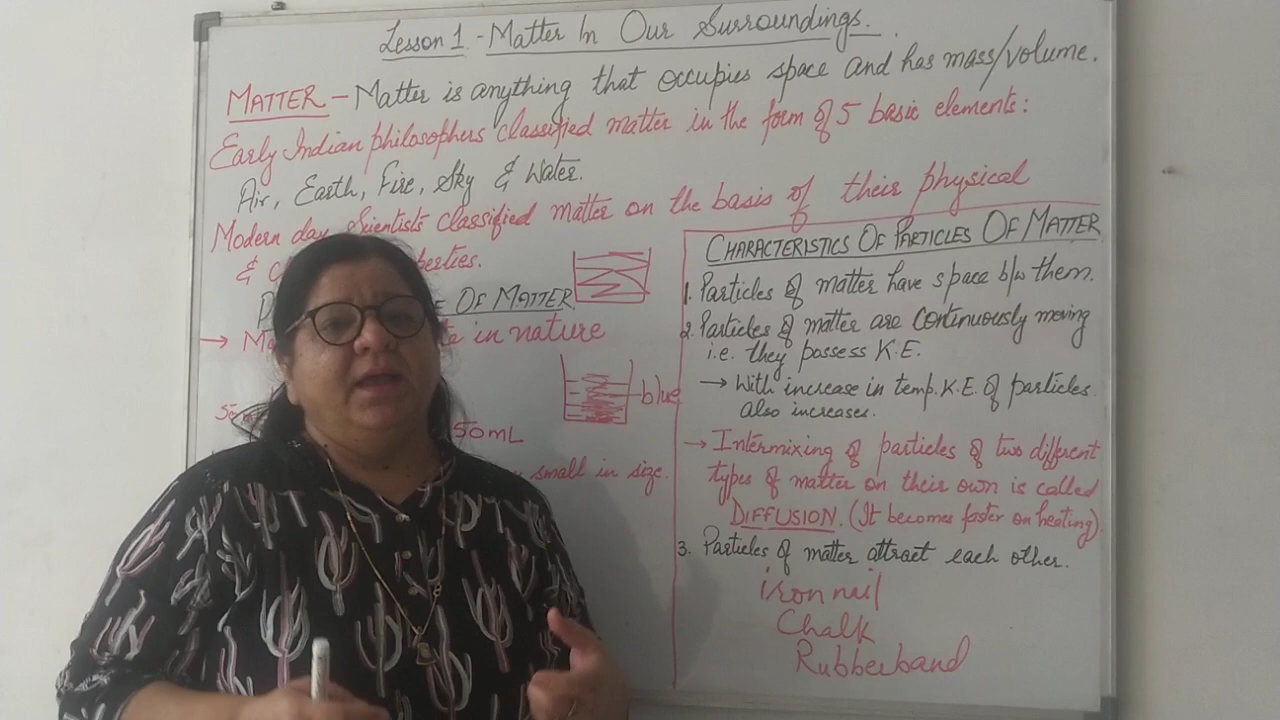 Lesson 1 - Matter In Our Surroundings.
MATTER - Matter is anything that occupies space and has mass/volume.
Early Indian philosophers classified matter in the form of 5 basic elements:
Air, Earth, Fire, Sky & Water.
Modern day Scientists classified matter on the basis of their physical
&
OF MATTER
→ in nature
blue
50mL
small in size.
CHARACTERISTICS OF PARTICLES OF MATTER
1. Particles of matter have space b/w them.
2. Particles of matter are continuously moving
i.e. they possess K.E.
→ With increase in temp. K.E. of particles
also increases.
→ Intermixing of particles of two different
types of matter on their own is called
DIFFUSION. (It becomes faster on heating).
3. Particles of matter attract each other.
iron nail
Chalk
Rubberband